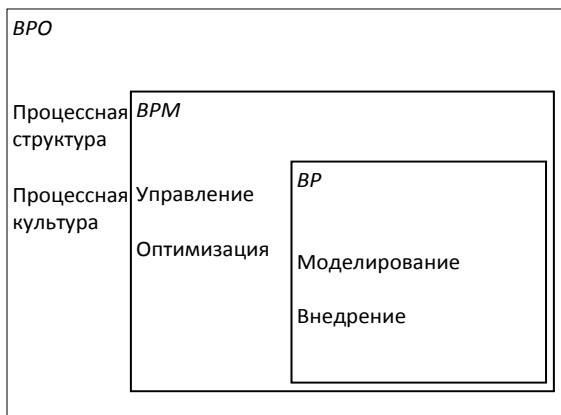 BPO
Процессная
структура
Процессная
культура
BPM
Управление
Оптимизация
BP
Моделирование
Внедрение